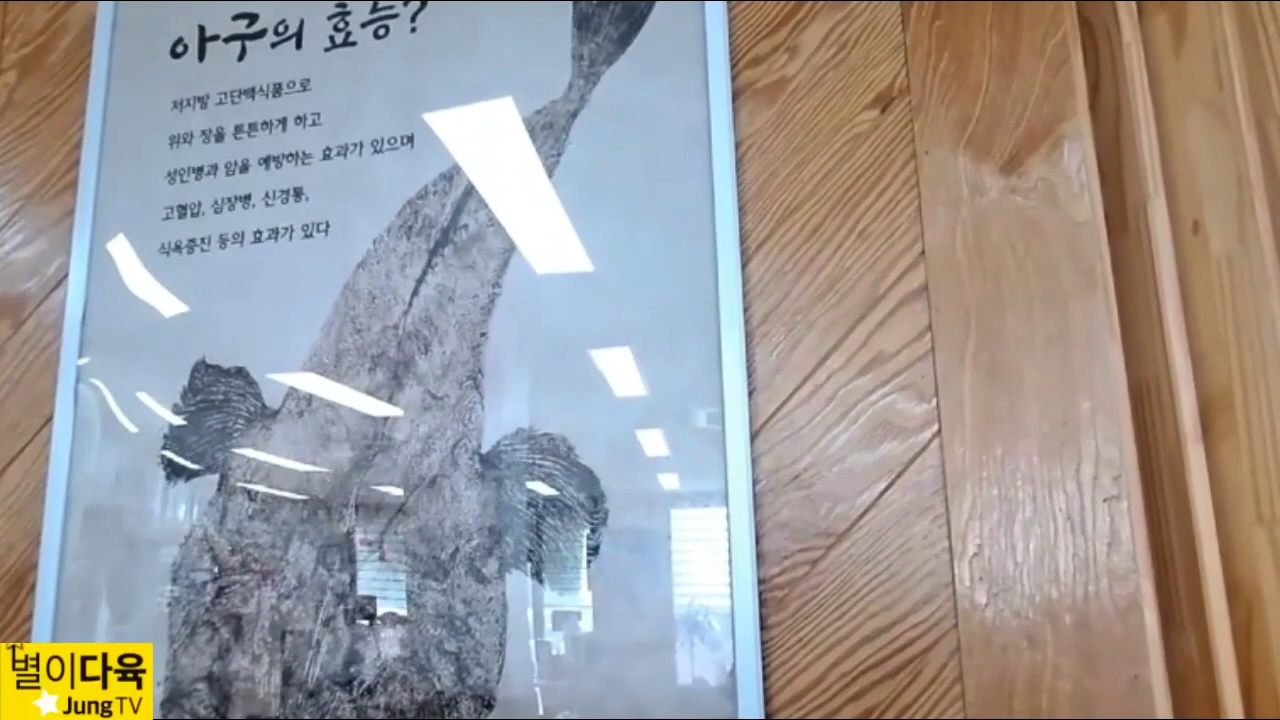 아구의 효능?
저지방 고단백식품으로
위와 장을 튼튼하게 하고
성인병과 암을 예방하는 효과가 있으며
고혈압, 심장병, 신경통,
식욕증진 등의 효과가 있다
별이다육
JungTV